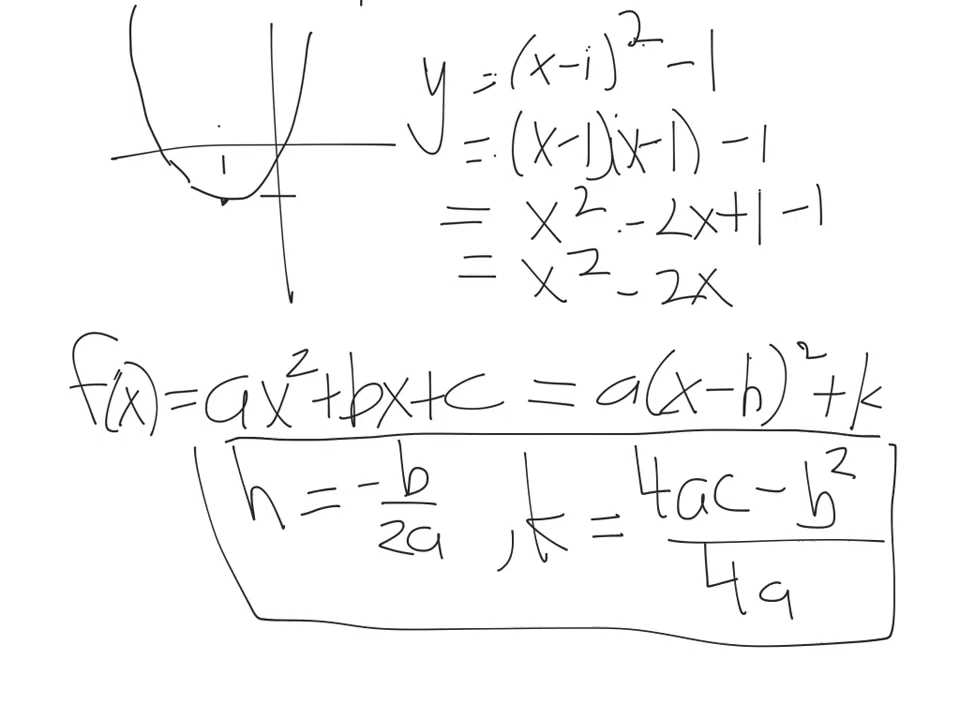 y = (x-1)² - 1
= (x-1)(x-1) - 1
= x² - 2x + 1 - 1
= x² - 2x
f(x) = ax² + bx + c = a(x-h)² + k
h = -b/2a , k = (4ac - b²)/4a